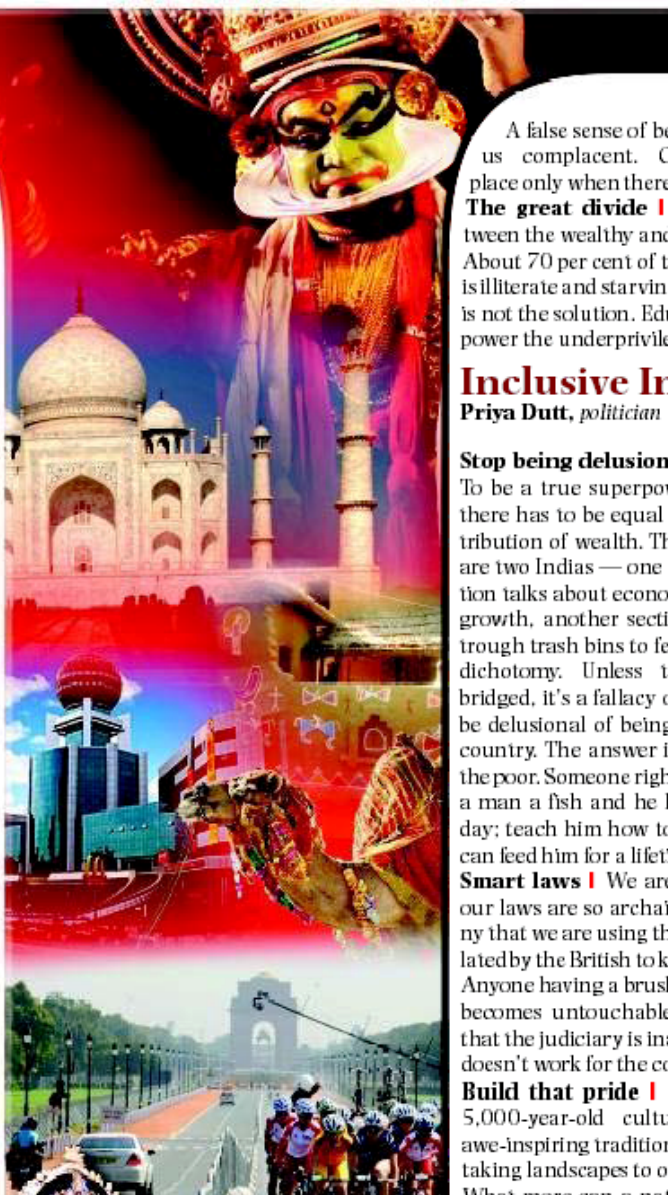 A false sense of be
us complacent. C
place only when there
The great divide |
tween the wealthy and
About 70 per cent of t
is illiterate and starvin
is not the solution. Edu
power the underprivile
Inclusive In
Priya Dutt, politician
Stop being delusion
To be a true superpow
there has to be equal
tribution of wealth. Th
are two Indias — one
tion talks about econo
growth, another secti
trough trash bins to fe
dichotomy. Unless t
bridged, it's a fallacy o
be delusional of being
country. The answer i
the poor. Someone righ
a man a fish and he
day; teach him how to
can feed him for a lifet
Smart laws | We are
our laws are so archai
ny that we are using th
lated by the British to k
Anyone having a brush
becomes untouchable
that the judiciary is ina
doesn't work for the co
Build that pride |
5,000-year-old cultu
awe-inspiring tradition
taking landscapes to o
What more can a nat